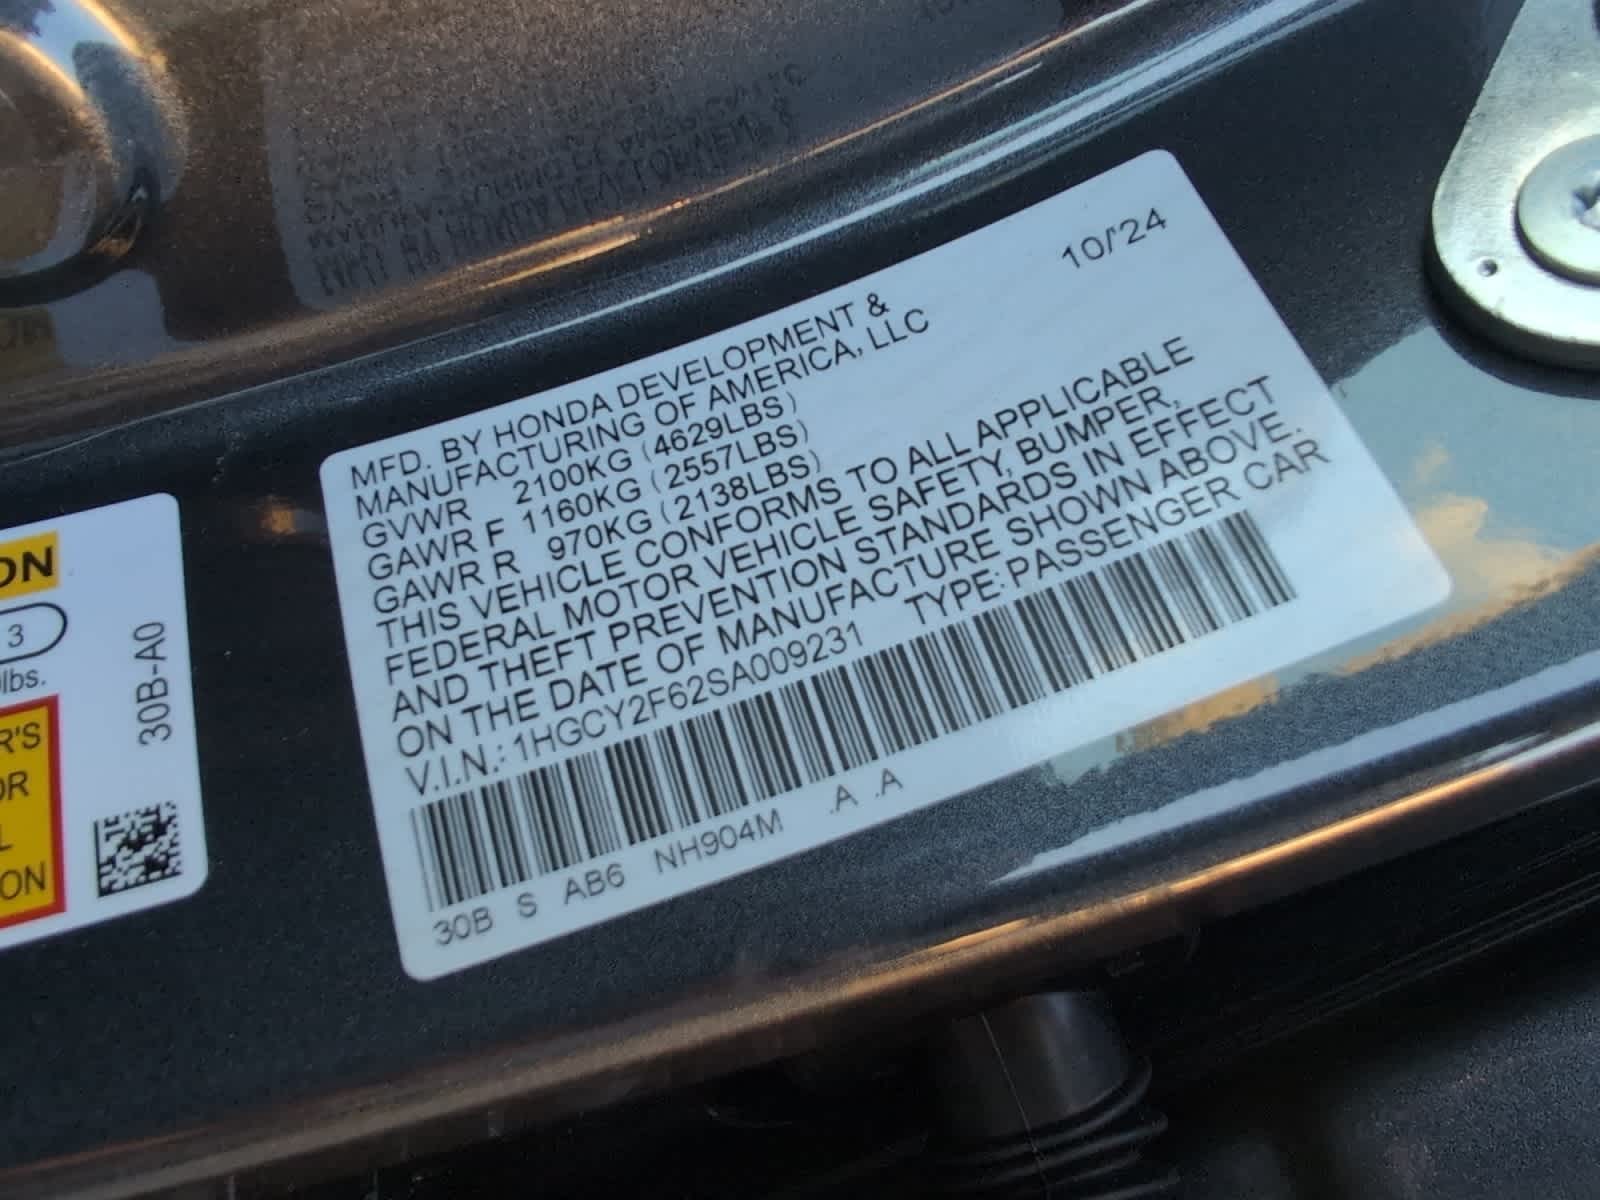 10/'24
MFD. BY HONDA DEVELOPMENT &
MANUFACTURING OF AMERICA, LLC
GVWR 2100KG (4629LBS)
GAWR F 1160KG (2557LBS)
GAWR R 970KG (2138LBS)
THIS VEHICLE CONFORMS TO ALL APPLICABLE
FEDERAL MOTOR VEHICLE SAFETY, BUMPER,
AND THEFT PREVENTION STANDARDS IN EFFECT
ON THE DATE OF MANUFACTURE SHOWN ABOVE.
V.I.N.: 1HGCY2F62SA009231 TYPE: PASSENGER CAR
30B S AB6 NH904M .A .A
3
lbs.
30B-A0